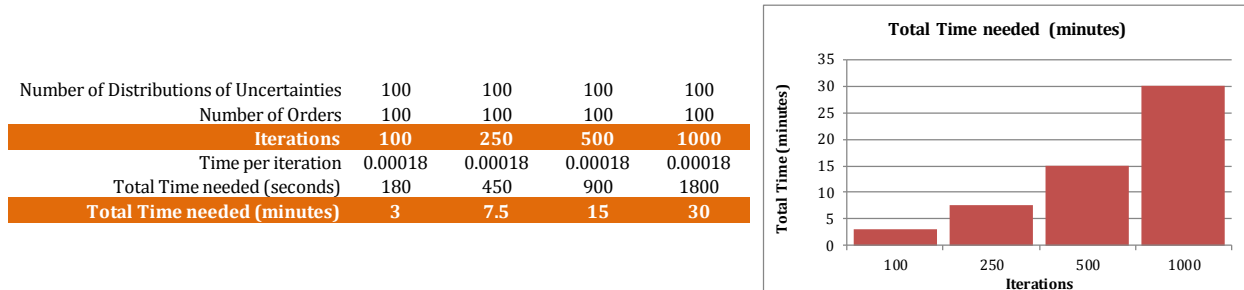 Number of Distributions of Uncertainties 100 100 100 100
Number of Orders 100 100 100 100
Iterations 100 250 500 1000
Time per iteration 0.00018 0.00018 0.00018 0.00018
Total Time needed (seconds) 180 450 900 1800
Total Time needed (minutes) 3 7.5 15 30
Total Time needed (minutes)
Total Time (minutes)
35
30
25
20
15
10
5
0
100 250 500 1000
Iterations